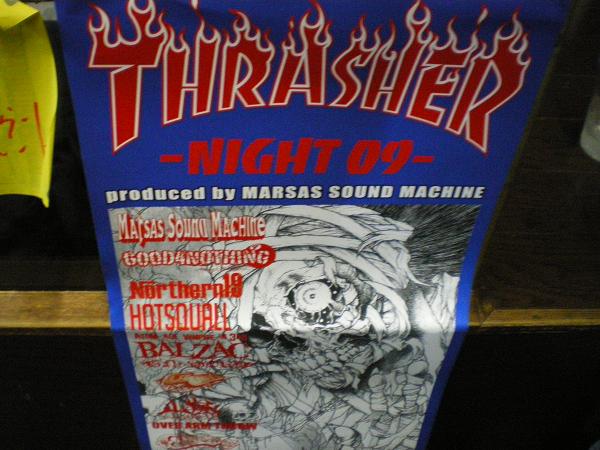 THRASHER
-NIGHT 09-
produced by MARSAS SOUND MACHINE
MARSAS SOUND MACHINE
GOOD4NOTHING
Northern19
HOTSQUALL
BALZAC
OVER ARM THROW